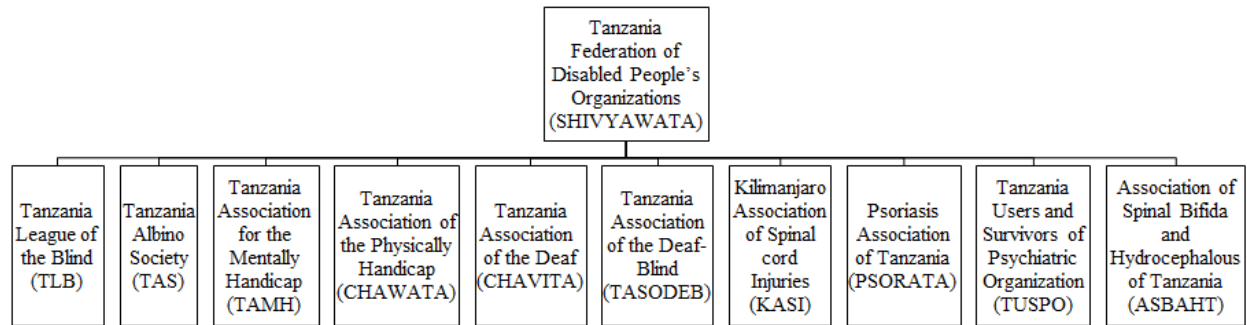 Tanzania
Federation of
Disabled People's
Organizations
(SHIVYAWATA)
Tanzania
League of
the Blind
(TLB)
Tanzania
Albino
Society
(TAS)
Tanzania
Association
for the
Mentally
Handicap
(TAMH)
Tanzania
Association of
the Physically
Handicap
(CHAWATA)
Tanzania
Association
of the Deaf
(CHAVITA)
Tanzania
Association
of the Deaf-
Blind
(TASODEB)
Kilimanjaro
Association
of Spinal
cord
Injuries
(KASI)
Psoriasis
Association
of Tanzania
(PSORATA)
Tanzania
Users and
Survivors of
Psychiatric
Organization
(TUSPO)
Association of
Spinal Bifida
and
Hydrocephalous
of Tanzania
(ASBAHT)